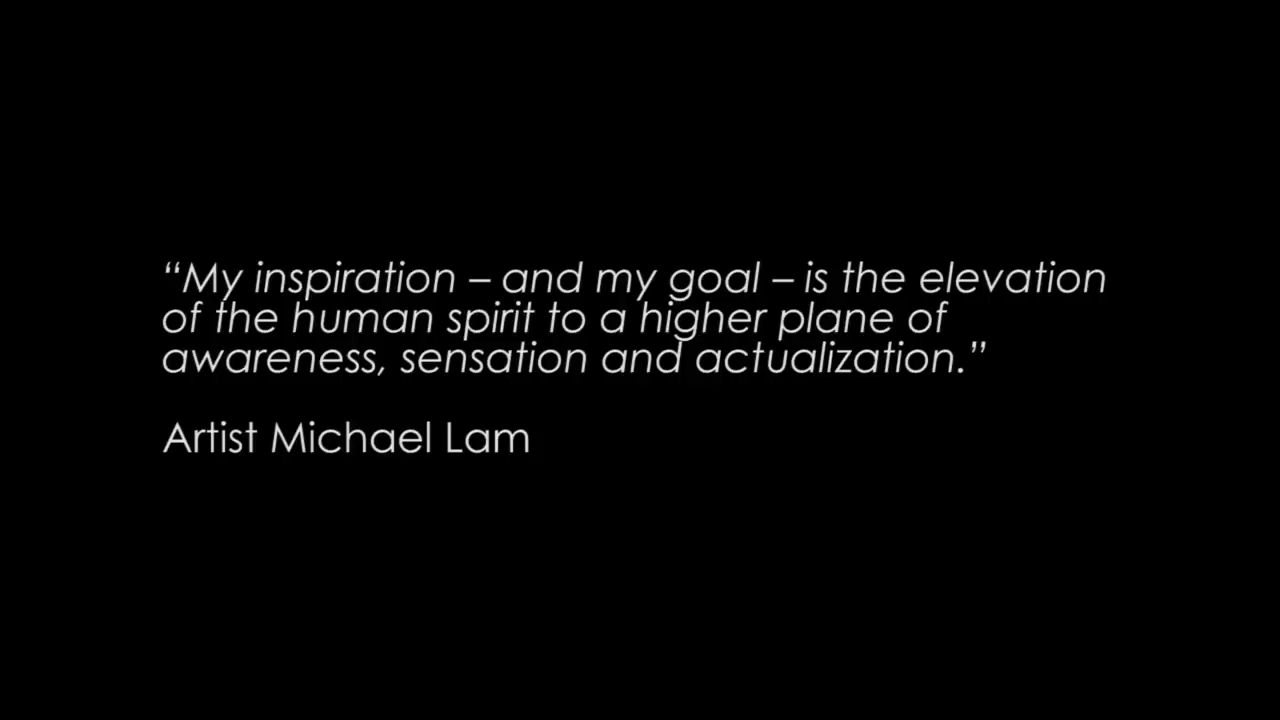 “My inspiration – and my goal – is the elevation
of the human spirit to a higher plane of
awareness, sensation and actualization.”
Artist Michael Lam